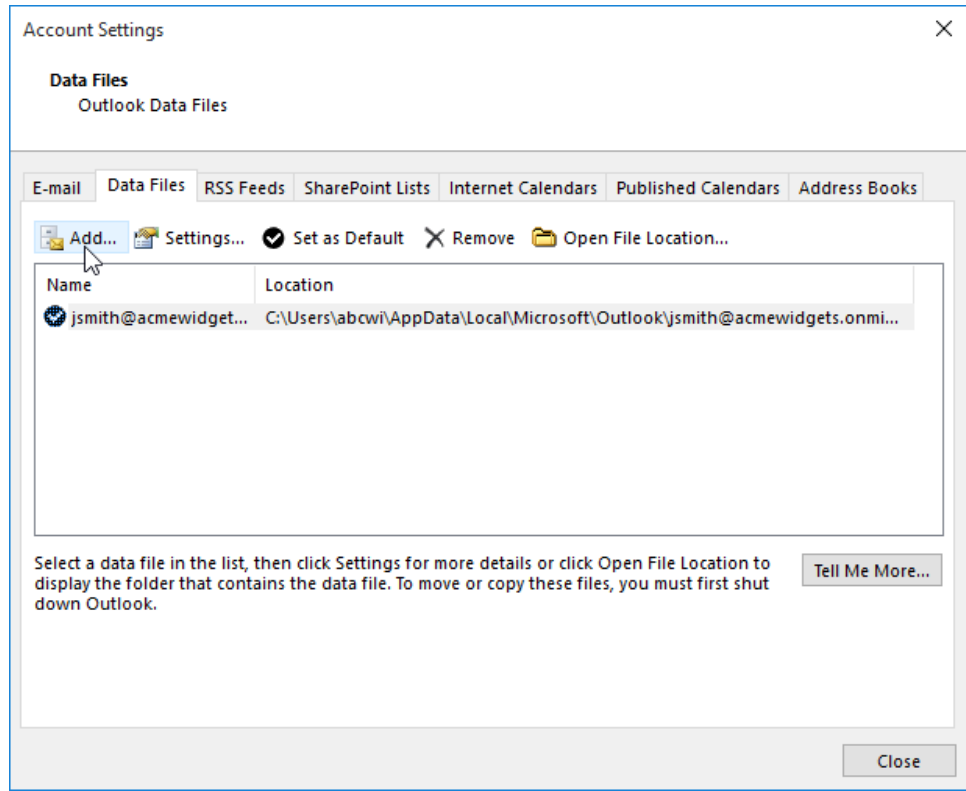 Account Settings
Data Files
Outlook Data Files
E-mail Data Files RSS Feeds SharePoint Lists Internet Calendars Published Calendars Address Books
Add... Settings... Set as Default Remove Open File Location...
Name Location
jsmith@acmewidget... C:\Users\abcwi\AppData\Local\Microsoft\Outlook\jsmith@acmewidgets.onmi...
Select a data file in the list, then click Settings for more details or click Open File Location to
display the folder that contains the data file. To move or copy these files, you must first shut
down Outlook.
Tell Me More...
Close